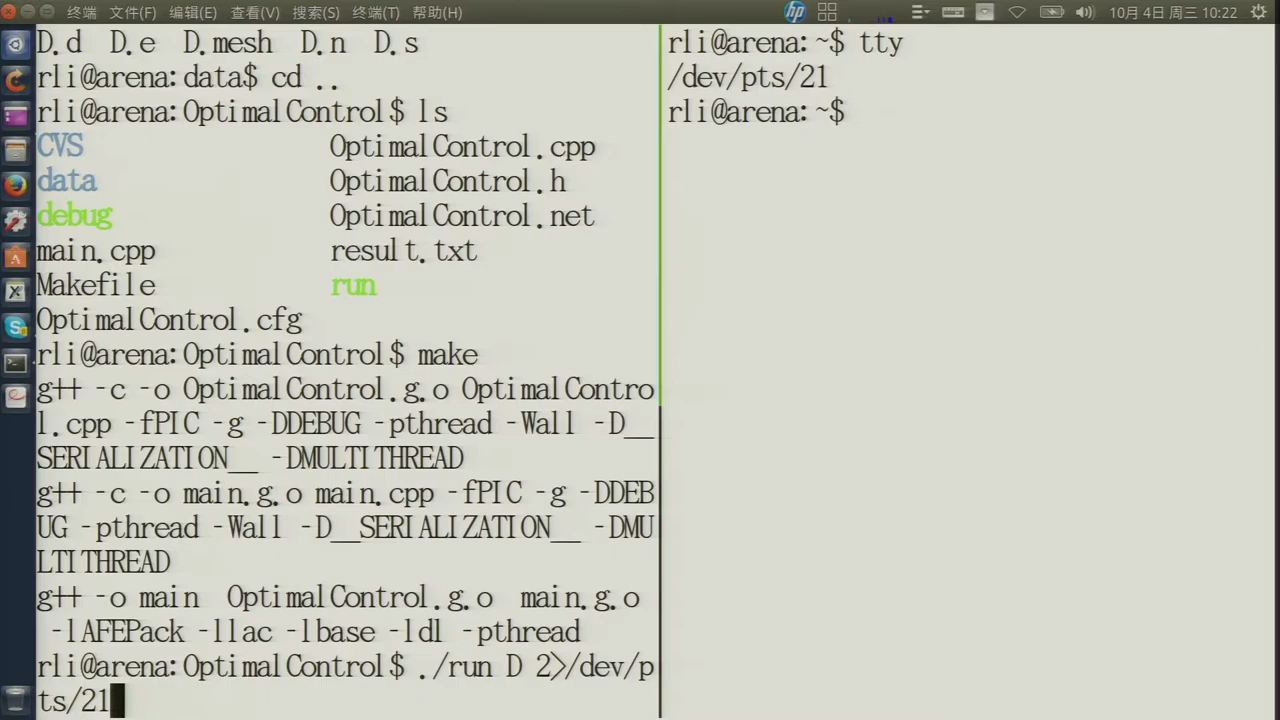 终端 终端 文件(F) 编辑(E) 查看(V) 搜索(S) 终端(T) 帮助(H) 10月 4日 周三 10:22
D.d D.e D.mesh D.n D.s
rli@arena:data$ cd ..
rli@arena:OptimalControl$ ls
CVS OptimalControl.cpp
data OptimalControl.h
debug OptimalControl.net
main.cpp result.txt
Makefile run
OptimalControl.cfg
rli@arena:OptimalControl$ make
g++ -c -o OptimalControl.g.o OptimalContro
l.cpp -fPIC -g -DDEBUG -pthread -Wall -D__
SERIALIZATION__ -DMULTITHREAD
g++ -c -o main.g.o main.cpp -fPIC -g -DDEB
UG -pthread -Wall -D__SERIALIZATION__ -DMU
LTITHREAD
g++ -o main OptimalControl.g.o main.g.o
-lAFEPack -llac -lbase -ldl -pthread
rli@arena:OptimalControl$ ./run D 2>/dev/p
ts/21
rli@arena:~$ tty
/dev/pts/21
rli@arena:~$